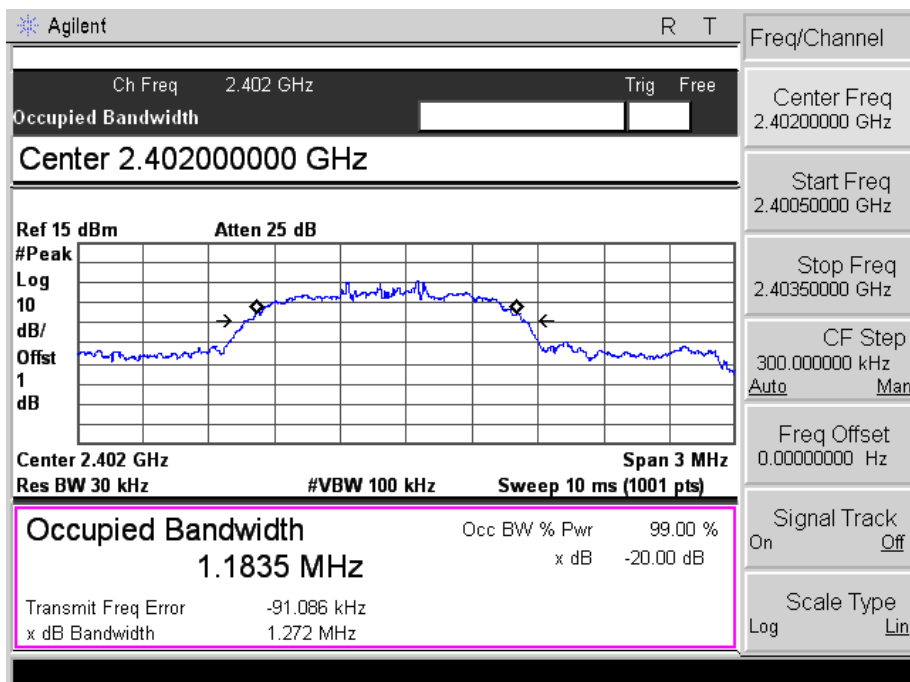 Agilent R T
Ch Freq 2.402 GHz Trig Free
Occupied Bandwidth
Center 2.402000000 GHz
Ref 15 dBm Atten 25 dB
#Peak
Log
10
dB/
Offst
1
dB
Center 2.402 GHz Span 3 MHz
Res BW 30 kHz #VBW 100 kHz Sweep 10 ms (1001 pts)
Occupied Bandwidth
1.1835 MHz
Occ BW % Pwr 99.00 %
x dB -20.00 dB
Transmit Freq Error -91.086 kHz
x dB Bandwidth 1.272 MHz
Freq/Channel
Center Freq
2.40200000 GHz
Start Freq
2.40050000 GHz
Stop Freq
2.40350000 GHz
CF Step
300.000000 kHz
Auto Man
Freq Offset
0.00000000 Hz
Signal Track
On Off
Scale Type
Log Lin